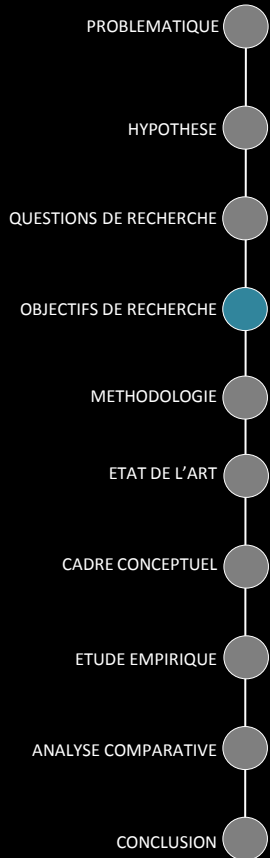 PROBLEMATIQUE
HYPOTHESE
QUESTIONS DE RECHERCHE
OBJECTIFS DE RECHERCHE
METHODOLOGIE
ETAT DE L’ART
CADRE CONCEPTUEL
ETUDE EMPIRIQUE
ANALYSE COMPARATIVE
CONCLUSION